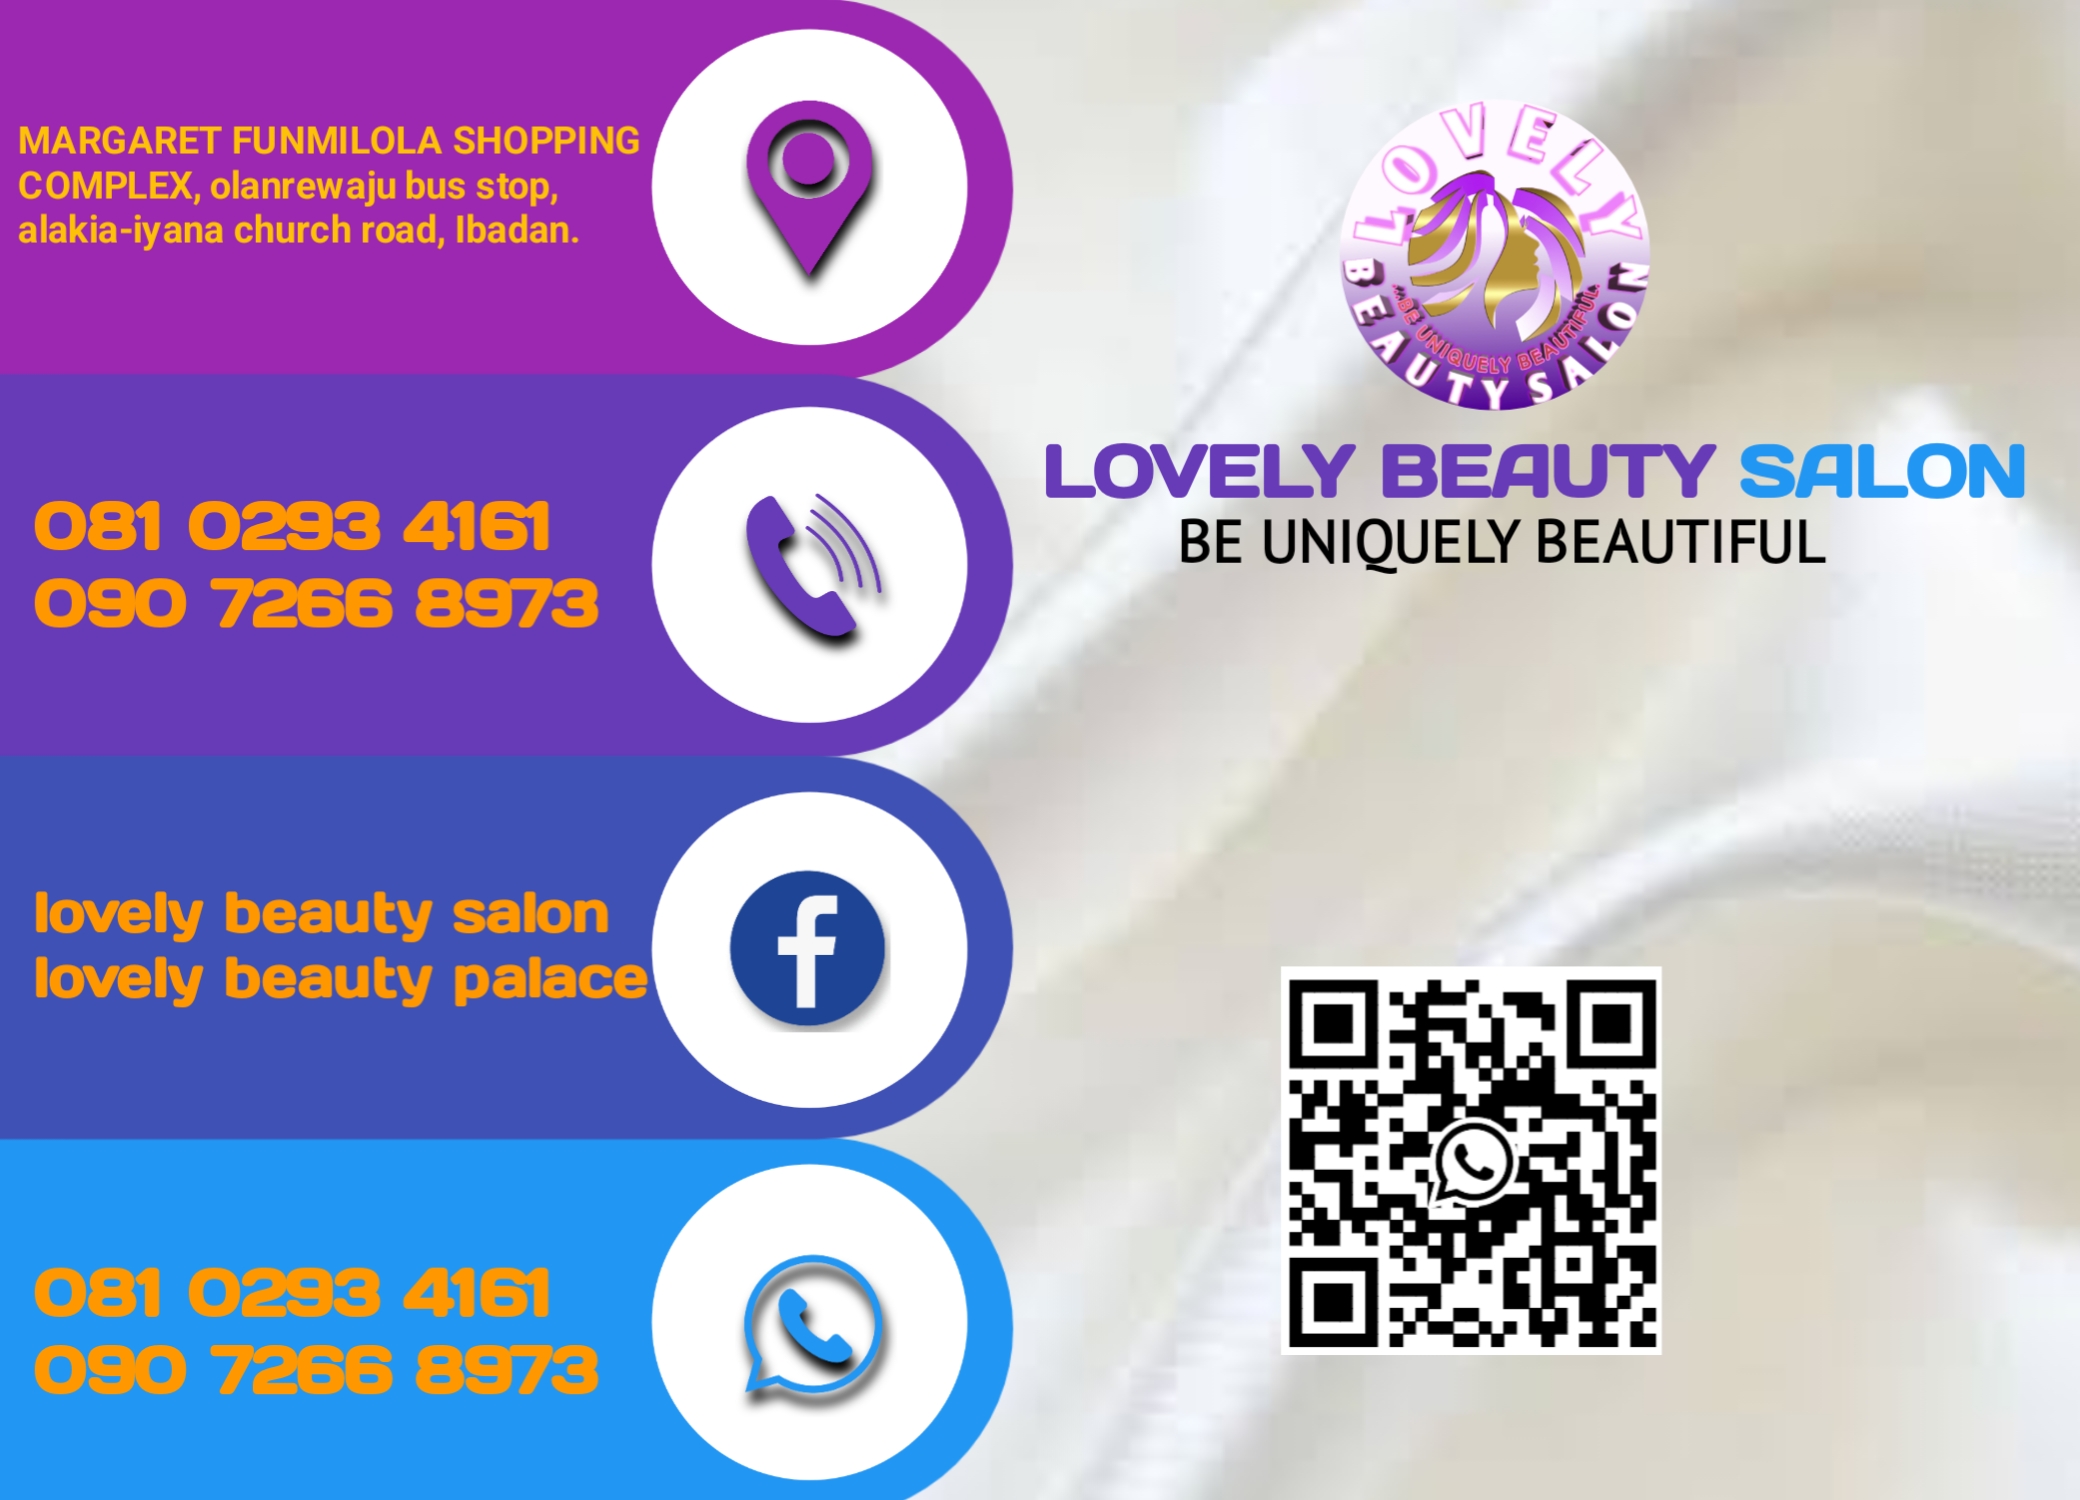 MARGARET FUNMILOLA SHOPPING
COMPLEX, olanrewaju bus stop,
alakia-iyana church road, Ibadan.
081 0293 4161
090 7266 8973
lovely beauty salon
lovely beauty palace
081 0293 4161
090 7266 8973
LOVELY
...BE UNIQUELY BEAUTIFUL.
BEAUTY SALON
LOVELY BEAUTY SALON
BE UNIQUELY BEAUTIFUL